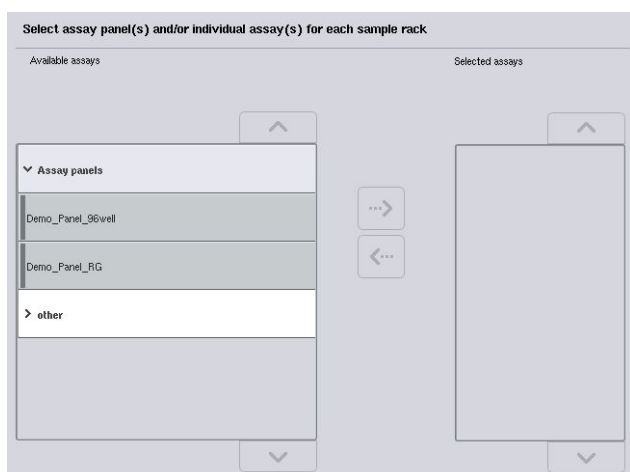 Select assay panel(s) and/or individual assay(s) for each sample rack
Available assays
Selected assays
Assay panels
Demo_Panel_96well
Demo_Panel_RG
other